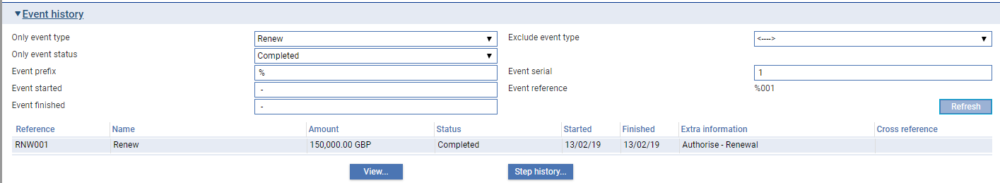 ▼Event history
Only event type Renew ▼ Exclude event type <----> ▼
Only event status Completed ▼
Event prefix % Event serial 1
Event started - Event reference %001
Event finished - Refresh
Reference Name Amount Status Started Finished Extra information Cross reference
RNW001 Renew 150,000.00 GBP Completed 13/02/19 13/02/19 Authorise - Renewal
View... Step history...